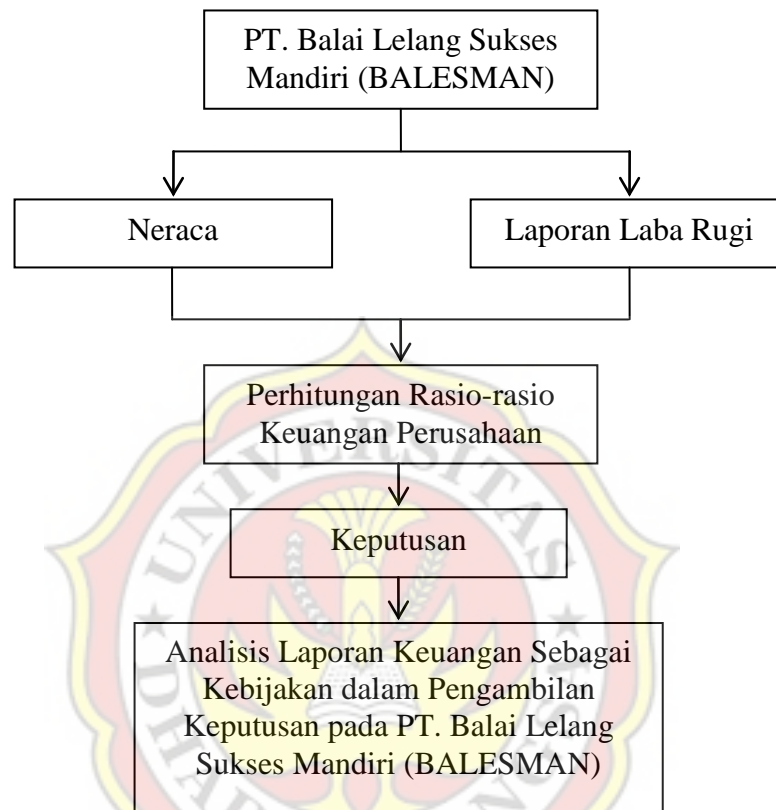 PT. Balai Lelang Sukses
Mandiri (BALESMAN)
Neraca
Laporan Laba Rugi
Perhitungan Rasio-rasio
Keuangan Perusahaan
Keputusan
Analisis Laporan Keuangan Sebagai
Kebijakan dalam Pengambilan
Keputusan pada PT. Balai Lelang
Sukses Mandiri (BALESMAN)
UNIVERSITAS